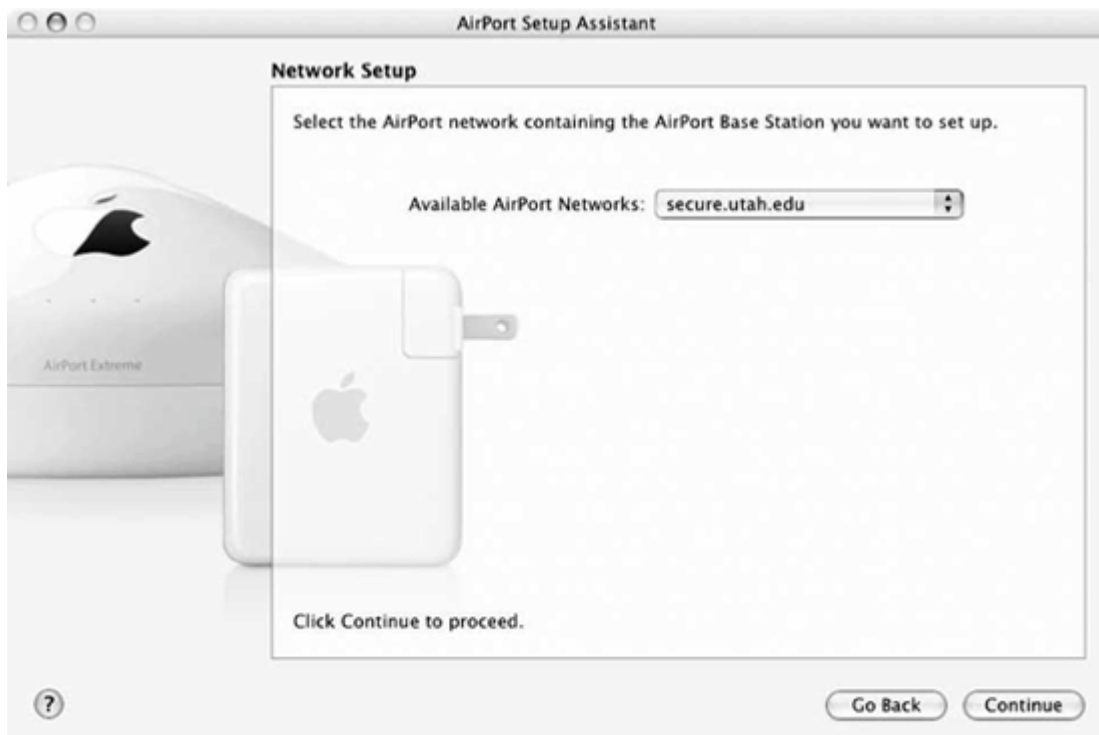 AirPort Setup Assistant
Network Setup
Select the AirPort network containing the AirPort Base Station you want to set up.
Available AirPort Networks: secure.utah.edu
AirPort Extreme
Click Continue to proceed.
? Go Back Continue